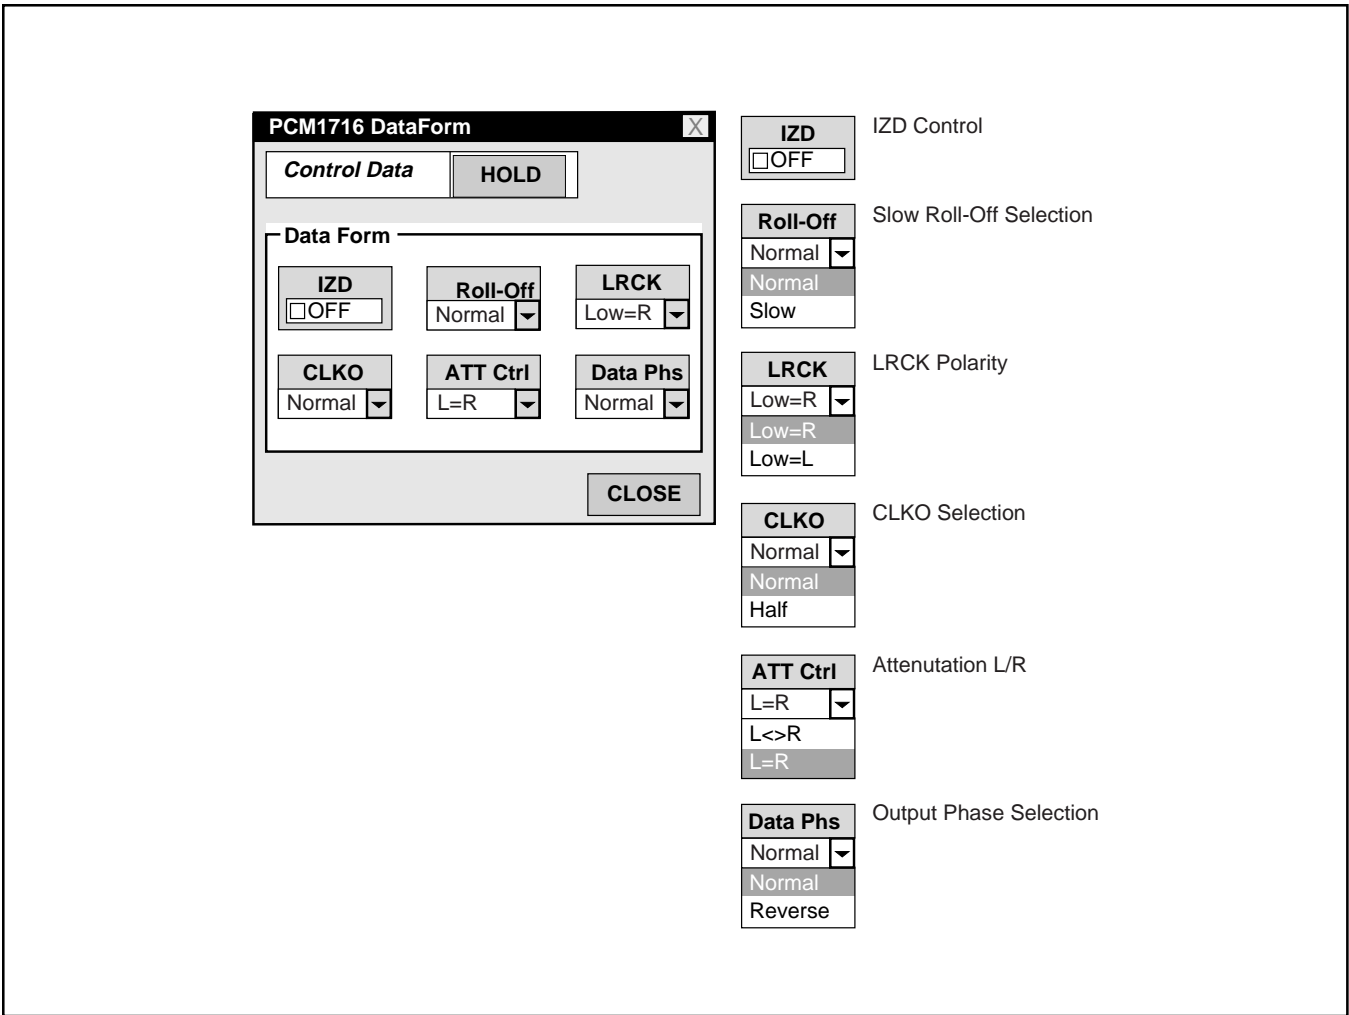 PCM1716 DataForm X
Control Data HOLD
Data Form
IZD
OFF
Roll-Off
Normal
LRCK
Low=R
CLKO
Normal
ATT Ctrl
L=R
Data Phs
Normal
CLOSE
IZD
OFF
IZD Control
Roll-Off
Normal
Normal
Slow
Slow Roll-Off Selection
LRCK
Low=R
Low=R
Low=L
LRCK Polarity
CLKO
Normal
Normal
Half
CLKO Selection
ATT Ctrl
L=R
L<>R
L=R
Attenutation L/R
Data Phs
Normal
Normal
Reverse
Output Phase Selection